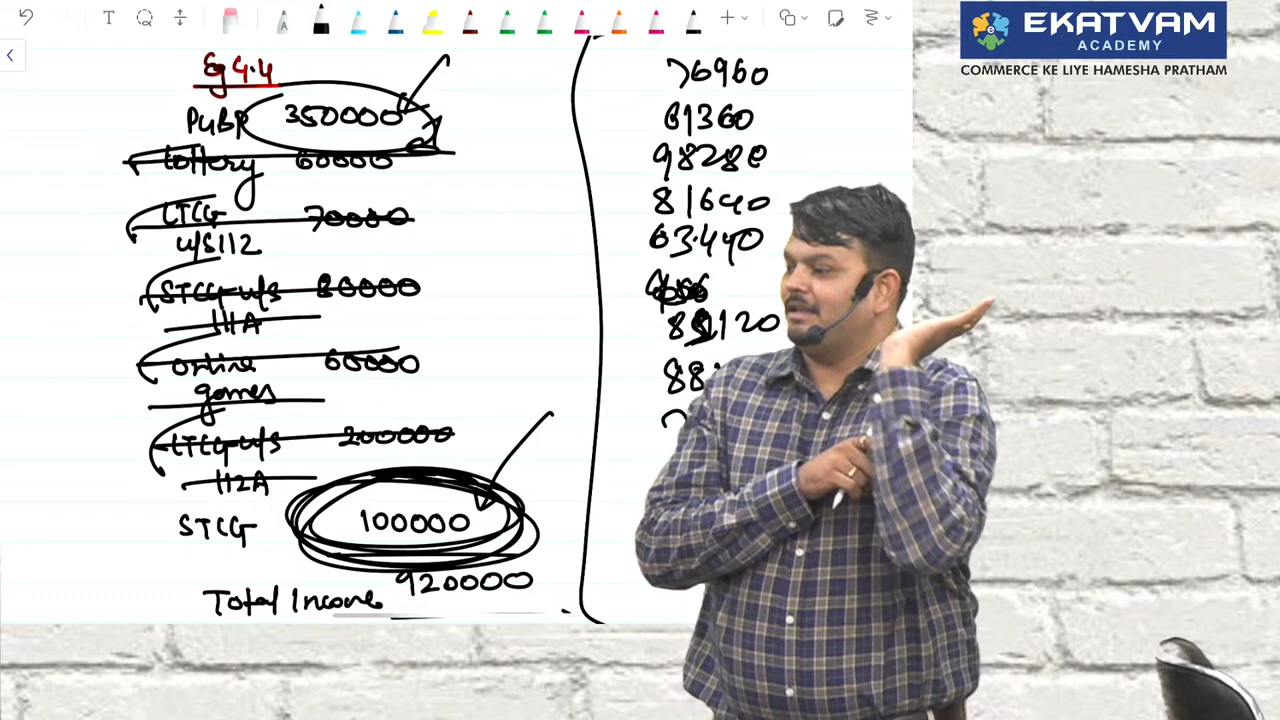 EKATVAM
ACADEMY
COMMERCE KE LIYE HAMESHA PRATHAM
Eg 4.4
PGBP 350000
lottery 60000
LTCG 70000
u/s 112
STCG u/s 80000
111A
online 60000
games
LTCG u/s 200000
112A
STCG 100000
920000
Total Income
76960
61360
98280
81640
63440
88